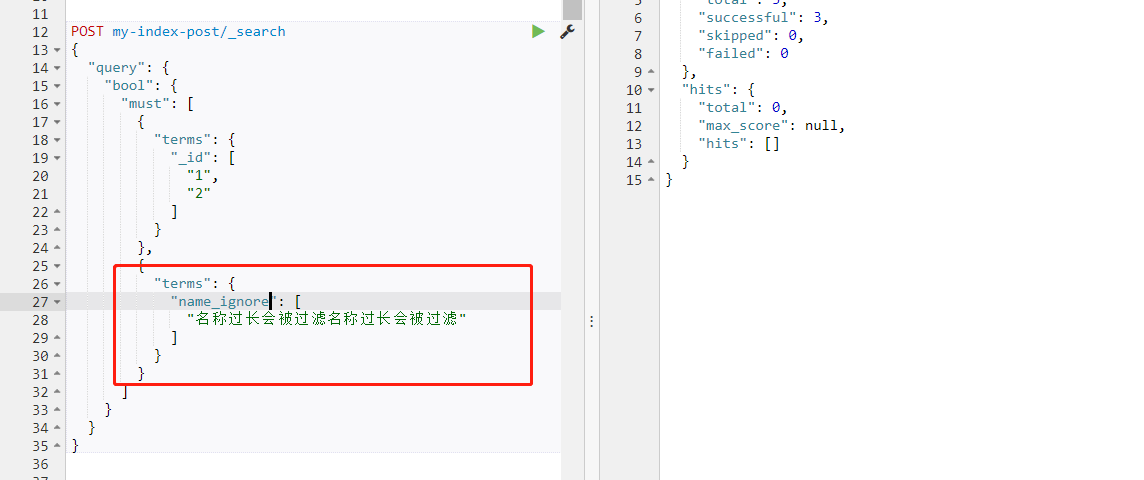 11
12 POST my-index-post/_search
13 {
14 "query": {
15 "bool": {
16 "must": [
17 {
18 "terms": {
19 "_id": [
20 "1",
21 "2"
22 ]
23 }
24 },
25 {
26 "terms": {
27 "name_ignore": [
28 "名称过长会被过滤名称过长会被过滤"
29 ]
30 }
31 }
32 ]
33 }
34 }
35 }
36
6 "successful": 3,
7 "skipped": 0,
8 "failed": 0
9 },
10 "hits": {
11 "total": 0,
12 "max_score": null,
13 "hits": []
14 }
15 }